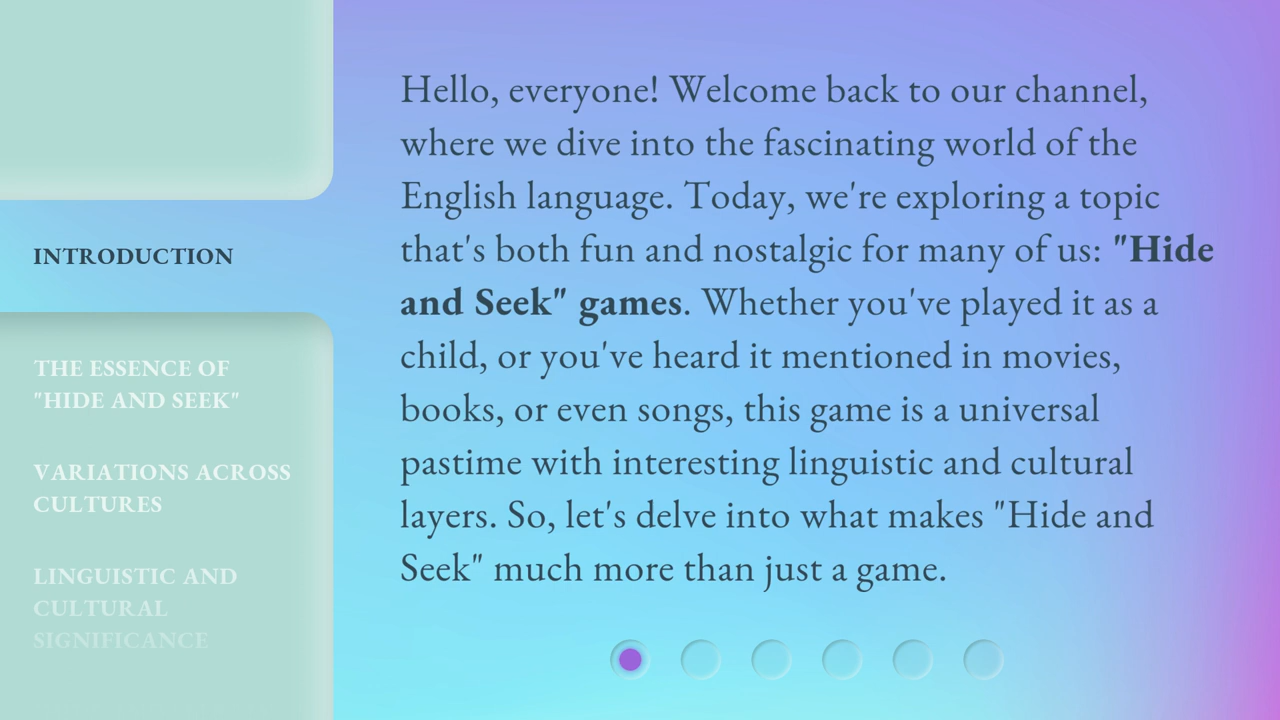 INTRODUCTION
THE ESSENCE OF
"HIDE AND SEEK"
VARIATIONS ACROSS
CULTURES
LINGUISTIC AND
CULTURAL
SIGNIFICANCE
Hello, everyone! Welcome back to our channel,
where we dive into the fascinating world of the
English language. Today, we're exploring a topic
that's both fun and nostalgic for many of us: "Hide
and Seek" games. Whether you've played it as a
child, or you've heard it mentioned in movies,
books, or even songs, this game is a universal
pastime with interesting linguistic and cultural
layers. So, let's delve into what makes "Hide and
Seek" much more than just a game.